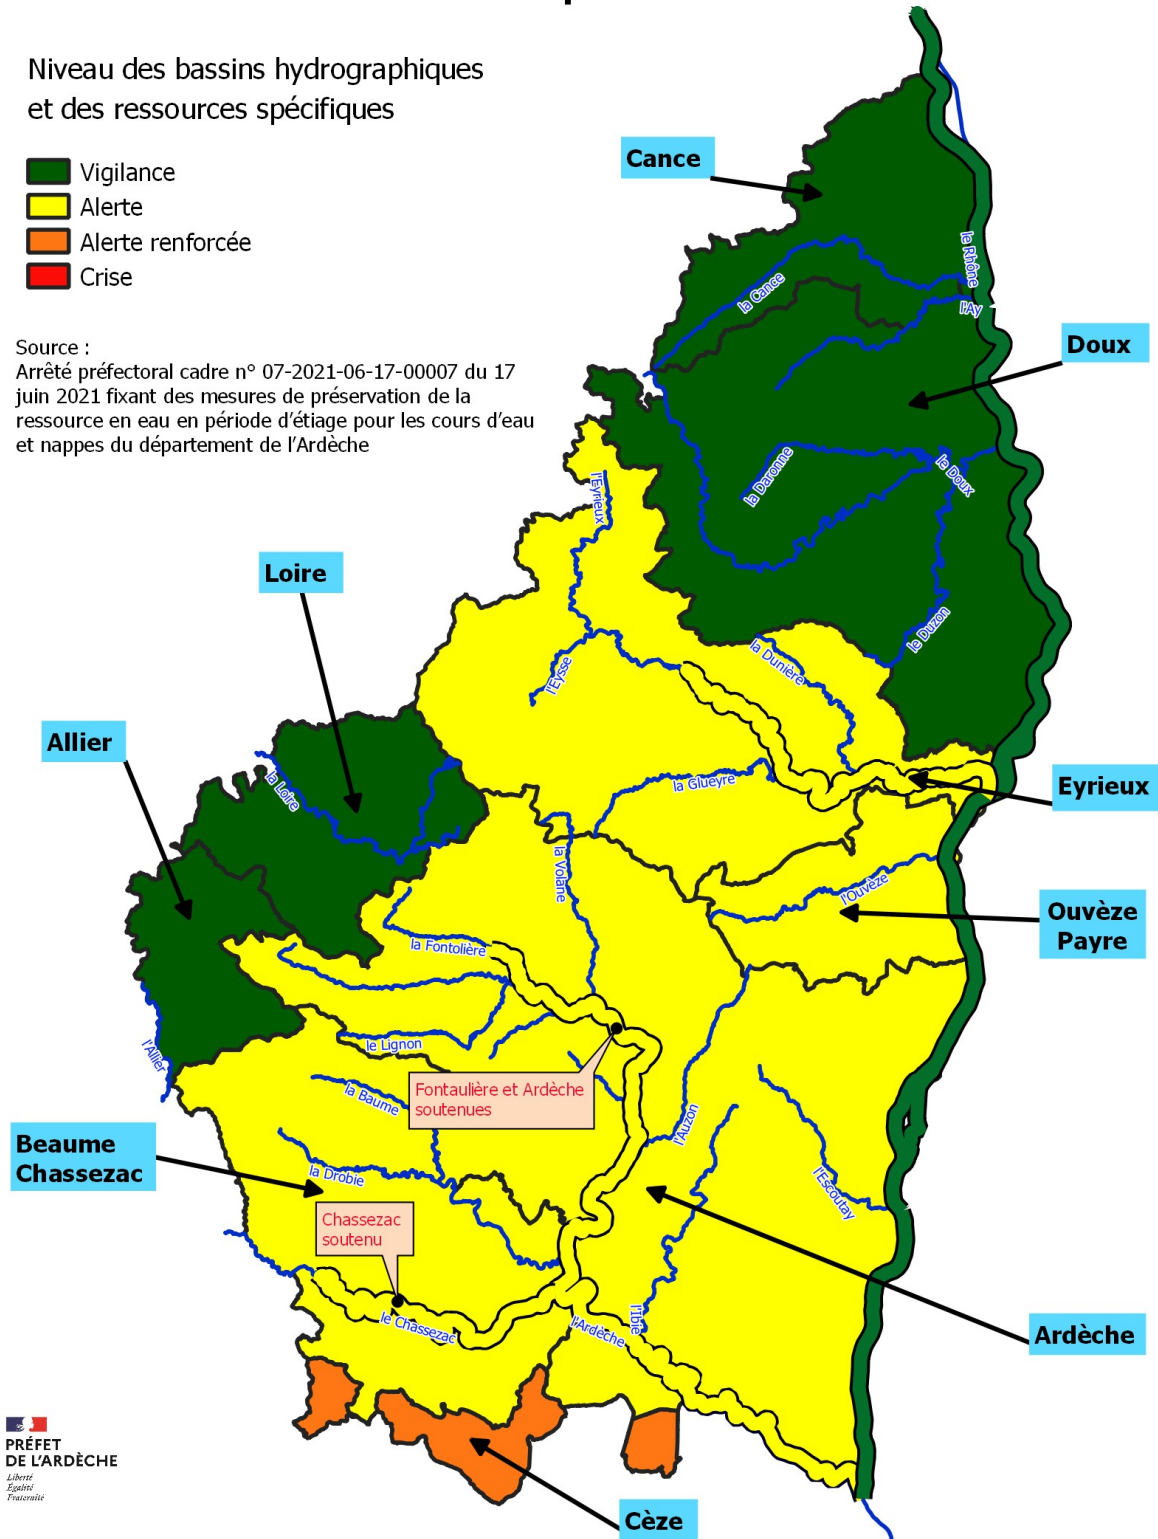 Niveau des bassins hydrographiques
et des ressources spécifiques
Vigilance
Alerte
Alerte renforcée
Crise
Source :
Arrêté préfectoral cadre n° 07-2021-06-17-00007 du 17
juin 2021 fixant des mesures de préservation de la
ressource en eau en période d'étiage pour les cours d'eau
et nappes du département de l'Ardèche
Cance
la Cance
le Rhône
l'Ay
Doux
la Daronne
le Doux
le Duzon
l'Eyrieux
l'Eysse
la Dunière
Loire
Allier
la Loire
la Glueyre
Eyrieux
la Volane
l'Ouvèze
Ouvèze
Payre
la Fontolière
l'Allier
le Lignon
Fontaulière et Ardèche
soutenues
la Baume
l'Auzon
Beaume
Chassezac
la Drobie
l'Escoutay
Chassezac
soutenu
le Chassezac
l'Ardèche
l'Ibie
Ardèche
Cèze
PRÉFET
DE L'ARDÈCHE
Liberté
Égalité
Fraternité